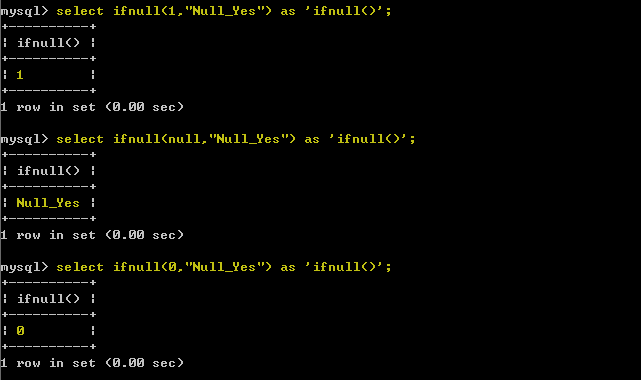 mysql> select ifnull(1,"Null_Yes") as 'ifnull()';
+----------+
| ifnull() |
+----------+
| 1        |
+----------+
1 row in set (0.00 sec)
mysql> select ifnull(null,"Null_Yes") as 'ifnull()';
+----------+
| ifnull() |
+----------+
| Null_Yes |
+----------+
1 row in set (0.00 sec)
mysql> select ifnull(0,"Null_Yes") as 'ifnull()';
+----------+
| ifnull() |
+----------+
| 0        |
+----------+
1 row in set (0.00 sec)